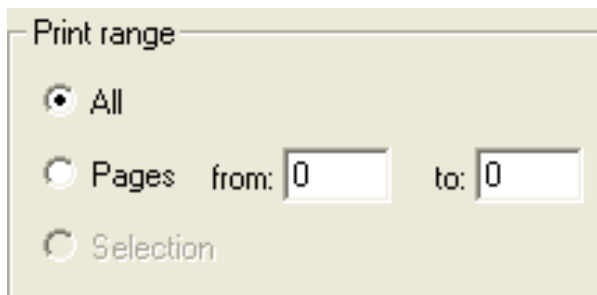 Print range
All
Pages from: 0 to: 0
Selection